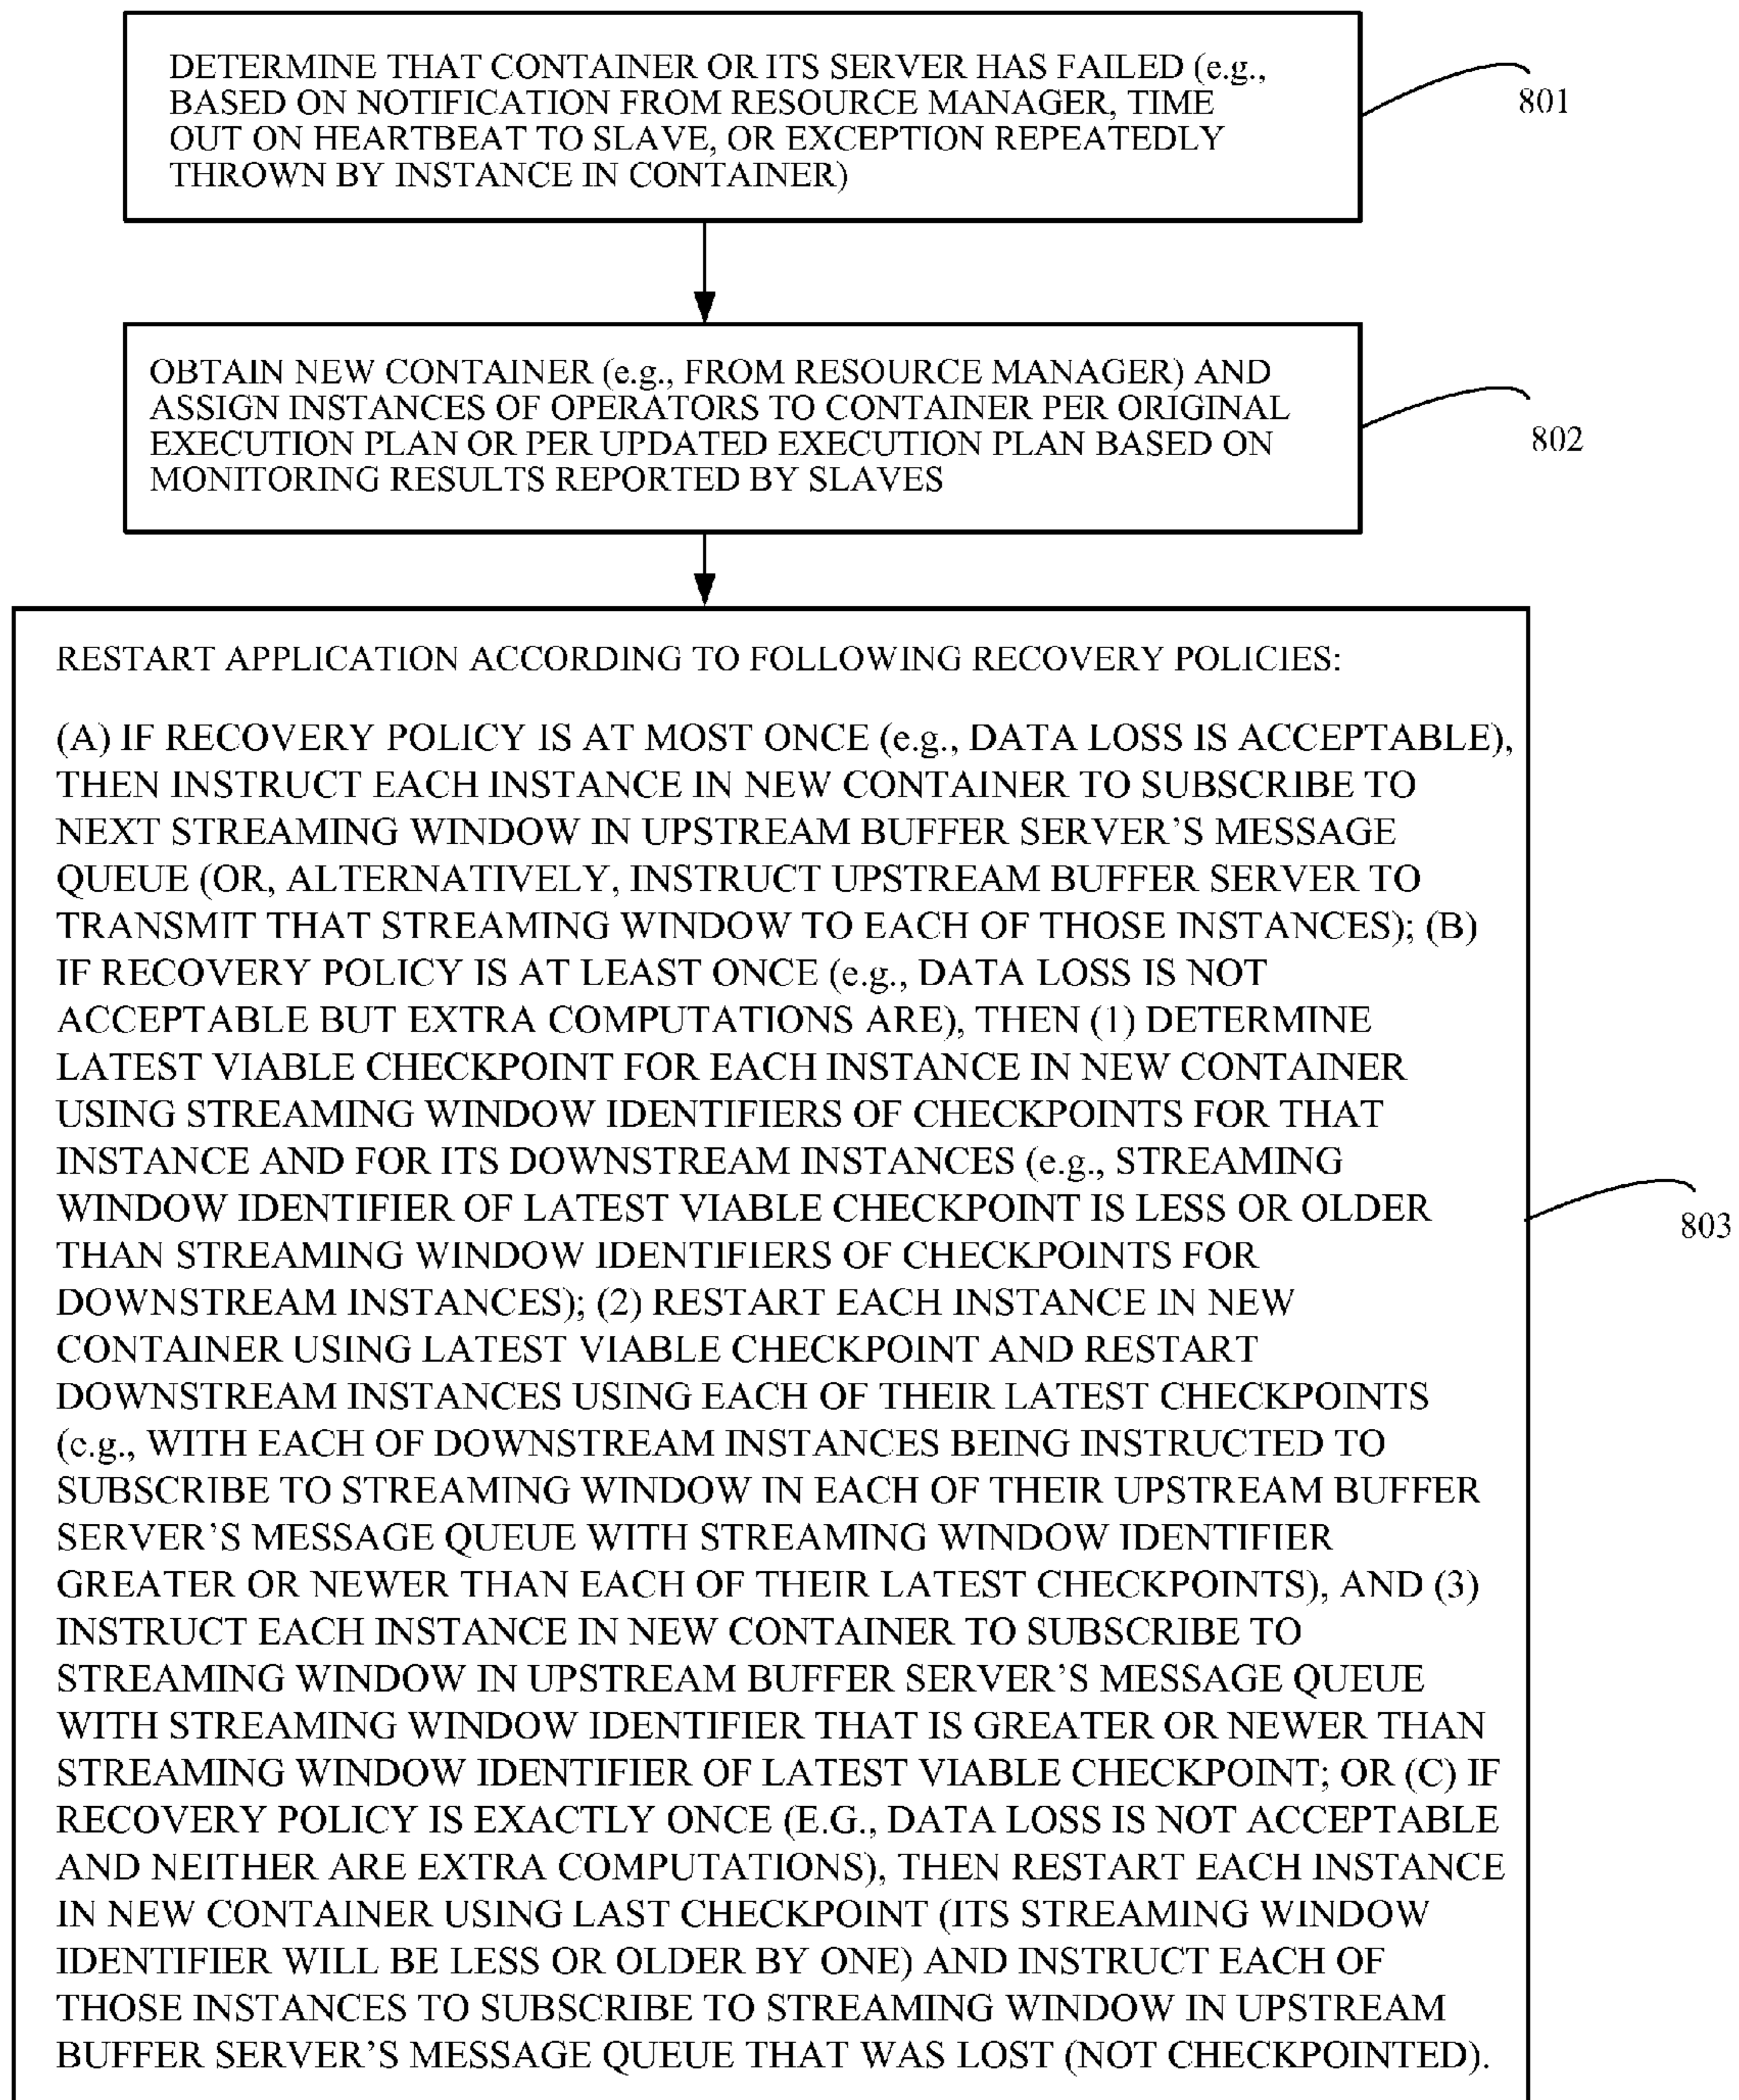 DETERMINE THAT CONTAINER OR ITS SERVER HAS FAILED (e.g.,
BASED ON NOTIFICATION FROM RESOURCE MANAGER, TIME
OUT ON HEARTBEAT TO SLAVE, OR EXCEPTION REPEATEDLY
THROWN BY INSTANCE IN CONTAINER)
801
OBTAIN NEW CONTAINER (e.g., FROM RESOURCE MANAGER) AND
ASSIGN INSTANCES OF OPERATORS TO CONTAINER PER ORIGINAL
EXECUTION PLAN OR PER UPDATED EXECUTION PLAN BASED ON
MONITORING RESULTS REPORTED BY SLAVES
802
RESTART APPLICATION ACCORDING TO FOLLOWING RECOVERY POLICIES:
(A) IF RECOVERY POLICY IS AT MOST ONCE (e.g., DATA LOSS IS ACCEPTABLE),
THEN INSTRUCT EACH INSTANCE IN NEW CONTAINER TO SUBSCRIBE TO
NEXT STREAMING WINDOW IN UPSTREAM BUFFER SERVER'S MESSAGE
QUEUE (OR, ALTERNATIVELY, INSTRUCT UPSTREAM BUFFER SERVER TO
TRANSMIT THAT STREAMING WINDOW TO EACH OF THOSE INSTANCES); (B)
IF RECOVERY POLICY IS AT LEAST ONCE (e.g., DATA LOSS IS NOT
ACCEPTABLE BUT EXTRA COMPUTATIONS ARE), THEN (1) DETERMINE
LATEST VIABLE CHECKPOINT FOR EACH INSTANCE IN NEW CONTAINER
USING STREAMING WINDOW IDENTIFIERS OF CHECKPOINTS FOR THAT
INSTANCE AND FOR ITS DOWNSTREAM INSTANCES (e.g., STREAMING
WINDOW IDENTIFIER OF LATEST VIABLE CHECKPOINT IS LESS OR OLDER
THAN STREAMING WINDOW IDENTIFIERS OF CHECKPOINTS FOR
DOWNSTREAM INSTANCES); (2) RESTART EACH INSTANCE IN NEW
CONTAINER USING LATEST VIABLE CHECKPOINT AND RESTART
DOWNSTREAM INSTANCES USING EACH OF THEIR LATEST CHECKPOINTS
(e.g., WITH EACH OF DOWNSTREAM INSTANCES BEING INSTRUCTED TO
SUBSCRIBE TO STREAMING WINDOW IN EACH OF THEIR UPSTREAM BUFFER
SERVER'S MESSAGE QUEUE WITH STREAMING WINDOW IDENTIFIER
GREATER OR NEWER THAN EACH OF THEIR LATEST CHECKPOINTS), AND (3)
INSTRUCT EACH INSTANCE IN NEW CONTAINER TO SUBSCRIBE TO
STREAMING WINDOW IN UPSTREAM BUFFER SERVER'S MESSAGE QUEUE
WITH STREAMING WINDOW IDENTIFIER THAT IS GREATER OR NEWER THAN
STREAMING WINDOW IDENTIFIER OF LATEST VIABLE CHECKPOINT; OR (C) IF
RECOVERY POLICY IS EXACTLY ONCE (E.G., DATA LOSS IS NOT ACCEPTABLE
AND NEITHER ARE EXTRA COMPUTATIONS), THEN RESTART EACH INSTANCE
IN NEW CONTAINER USING LAST CHECKPOINT (ITS STREAMING WINDOW
IDENTIFIER WILL BE LESS OR OLDER BY ONE) AND INSTRUCT EACH OF
THOSE INSTANCES TO SUBSCRIBE TO STREAMING WINDOW IN UPSTREAM
BUFFER SERVER'S MESSAGE QUEUE THAT WAS LOST (NOT CHECKPOINTED).
803